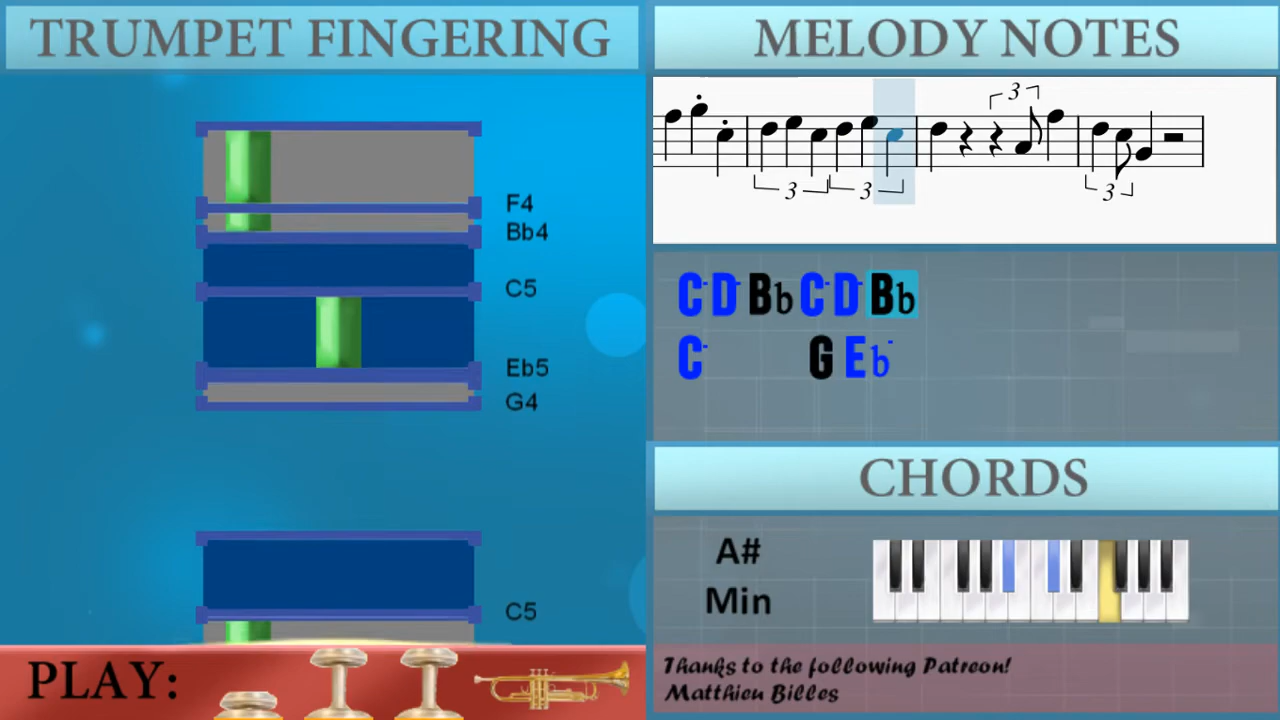 TRUMPET FINGERING
F4
Bb4
C5
Eb5
G4
C5
PLAY:
MELODY NOTES
3
3 3 3
C- D- Bb C- D- Bb
C- G Eb-
CHORDS
A#
Min
Thanks to the following Patreon!
Matthieu Billes